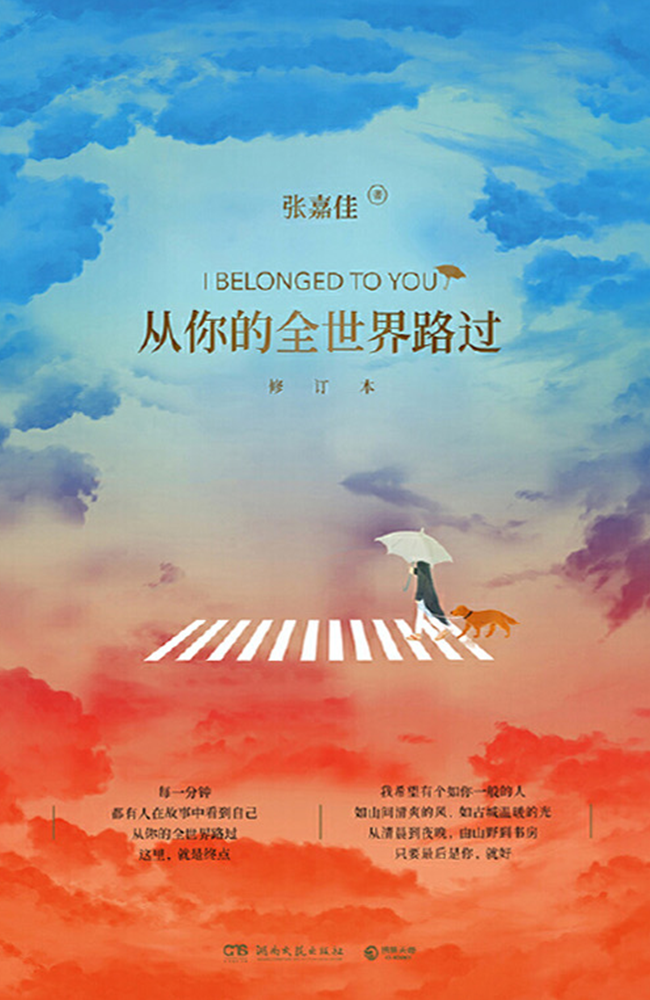 张嘉佳 著
I BELONGED TO YOU
从你的全世界路过
修订本
每一分钟
都有人在故事中看到自己
从你的全世界路过
这里，就是终点
我希望有个如你一般的人
如山间清爽的风，如古城温暖的光
从清晨到夜晚，由山野到书房
只要最后是你，就好
湖南文艺出版社